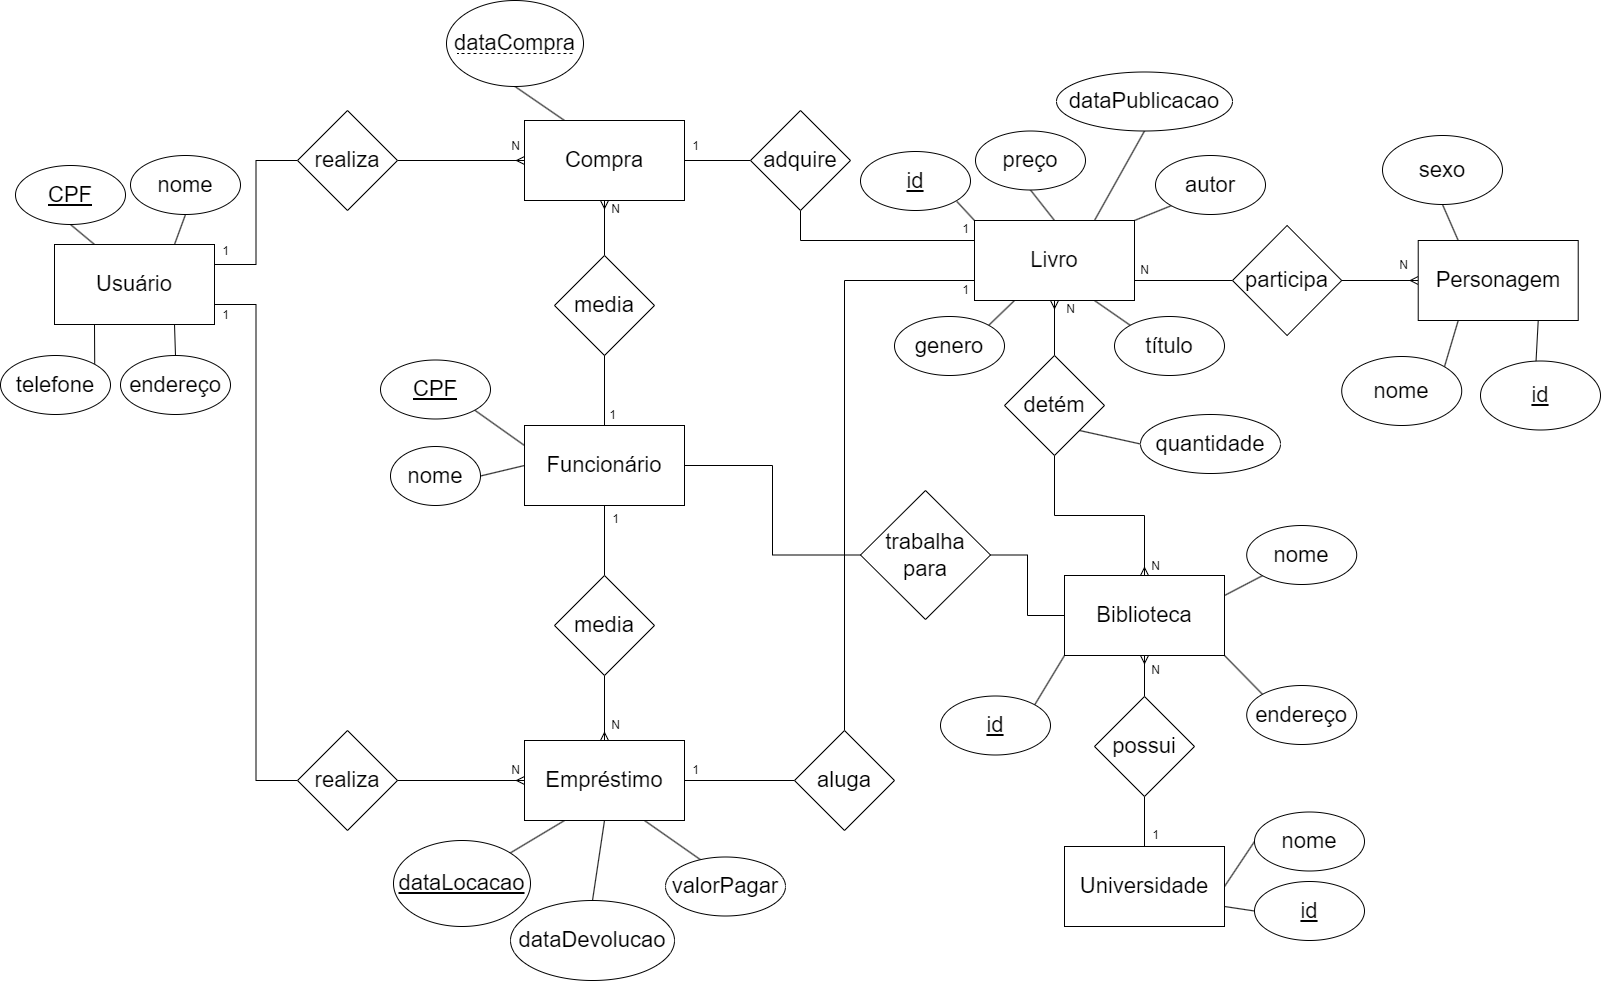 dataCompra
dataPublicacao
realiza
N
Compra
1
adquire
preço
id
autor
sexo
CPF
nome
N
1
1
Usuário
Livro
N
participa
N
Personagem
1
media
1
N
genero
título
telefone
endereço
CPF
nome
id
detém
1
quantidade
Funcionário
nome
1
trabalha
para
N
nome
Biblioteca
media
N
id
endereço
N
possui
realiza
N
Empréstimo
1
aluga
1
nome
dataLocacao
valorPagar
Universidade
id
dataDevolucao